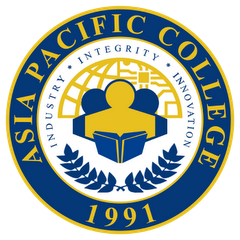 ASIA PACIFIC COLLEGE
INDUSTRY · INTEGRITY · INNOVATION
1991